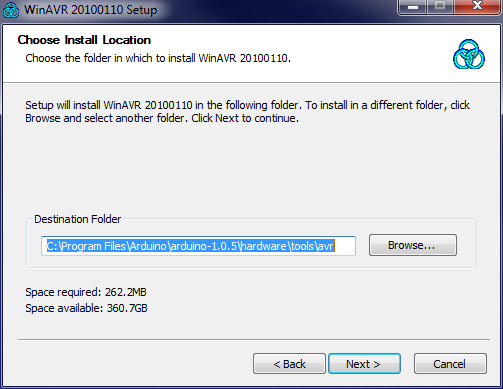 WinAVR 20100110 Setup
Choose Install Location
Choose the folder in which to install WinAVR 20100110.
Setup will install WinAVR 20100110 in the following folder. To install in a different folder, click
Browse and select another folder. Click Next to continue.
Destination Folder
C:\Program Files\Arduino\arduino-1.0.5\hardware\tools\avr
Browse...
Space required: 262.2MB
Space available: 360.7GB
< Back
Next >
Cancel